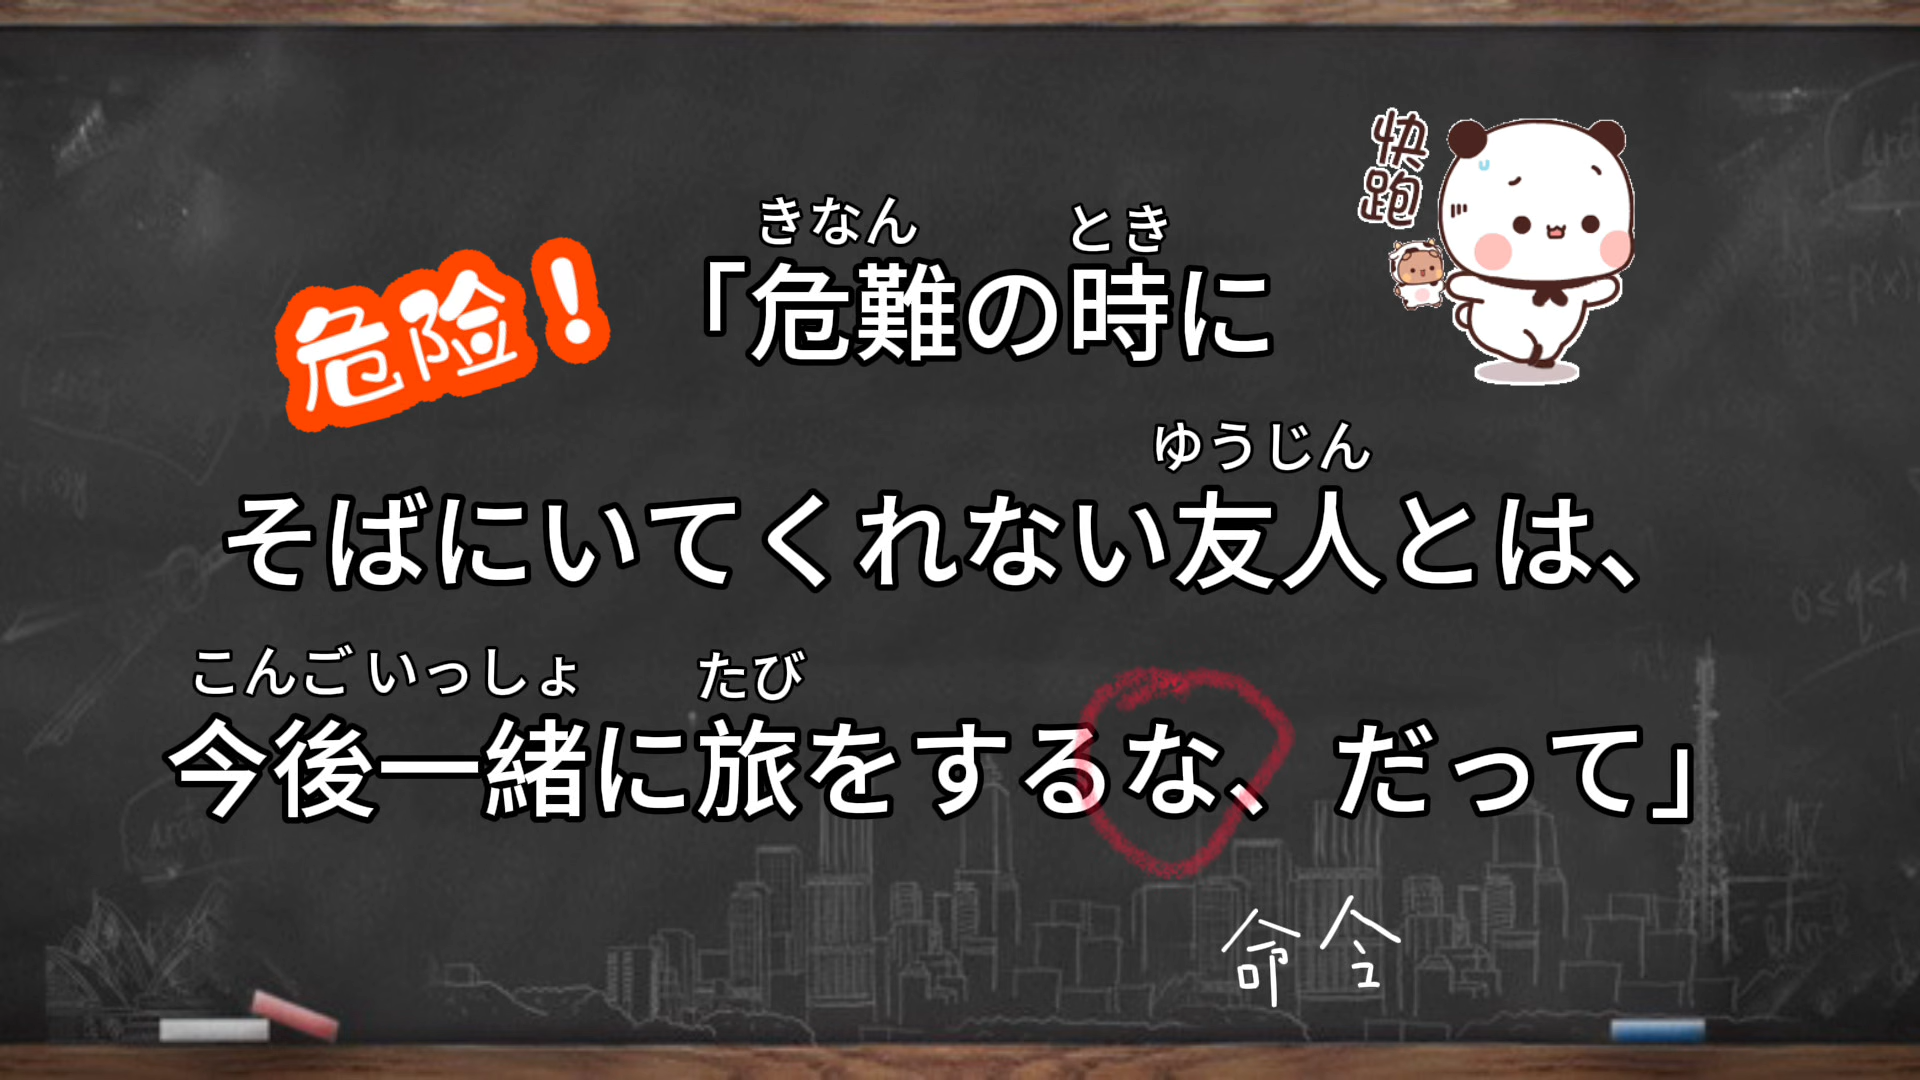 快
跑
危险!
きなん とき
「危難の時に
ゆうじん
そばにいてくれない友人とは、
こんご いっしょ たび
今後一緒に旅をするな、だって」
命令